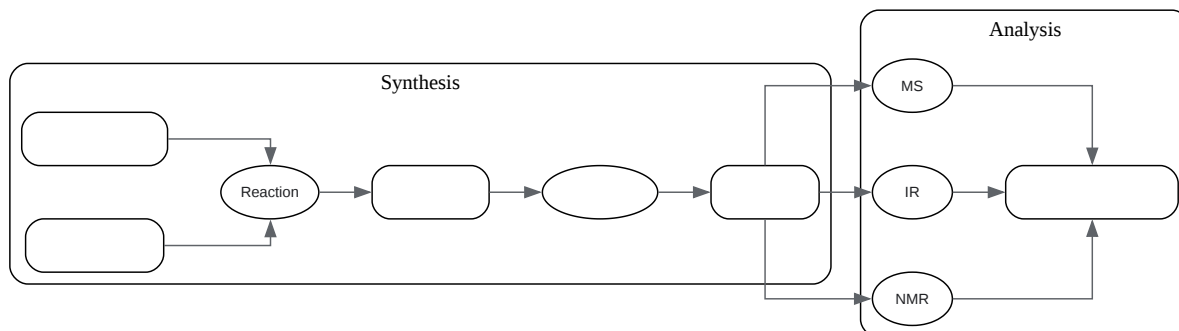 Analysis
Synthesis
MS
Reaction
IR
NMR